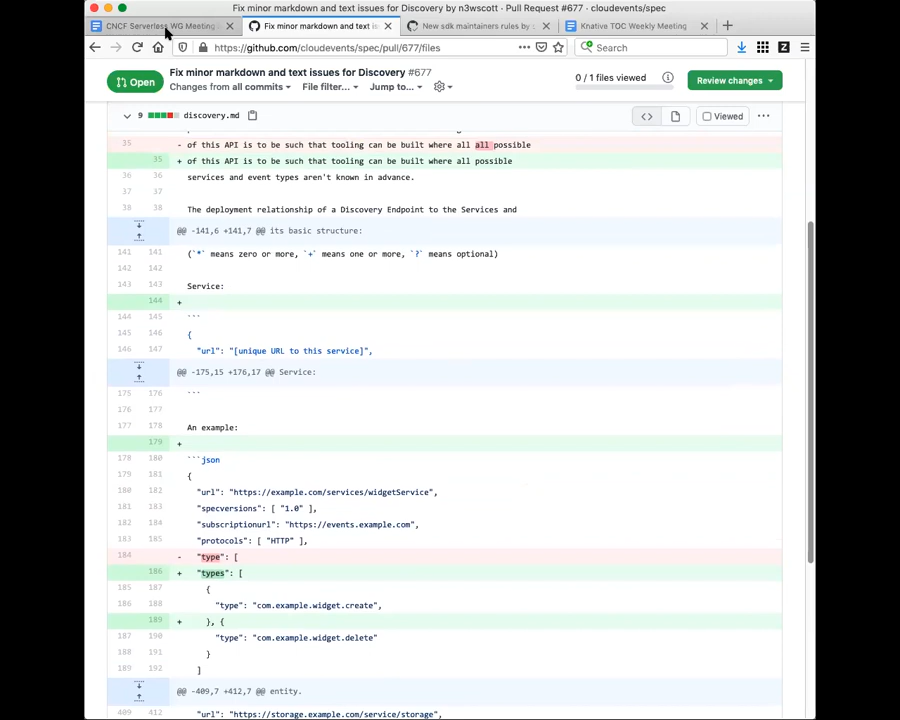 Fix minor markdown and text issues for Discovery by n3wscott · Pull Request #677 · cloudevents/spec
CNCF Serverless WG Meeting
Fix minor markdown and text is
New sdk maintainers rules by
Knative TOC Weekly Meeting
https://github.com/cloudevents/spec/pull/677/files
Search
Open
Fix minor markdown and text issues for Discovery #677
Changes from all commits
File filter...
Jump to...
0 / 1 files viewed
Review changes
9 discovery.md
Viewed
35 - of this API is to be such that tooling can be built where all all possible
35 + of this API is to be such that tooling can be built where all possible
36 36 services and event types aren't known in advance.
37 37
38 38 The deployment relationship of a Discovery Endpoint to the Services and
@@ -141,6 +141,7 @@ its basic structure:
141 141 (`*` means zero or more, `+` means one or more, `?` means optional)
142 142
143 143 Service:
144 +
144 145 ```
145 146 {
146 147 "url": "[unique URL to this service]",
@@ -175,15 +176,17 @@ Service:
175 176 ```
176 177
177 178 An example:
179 +
178 180 ```json
179 181 {
180 182 "url": "https://example.com/services/widgetService",
181 183 "specversions": [ "1.0" ],
182 184 "subscriptionurl": "https://events.example.com",
183 185 "protocols": [ "HTTP" ],
184 - "type": [
186 + "types": [
185 187 {
186 188 "type": "com.example.widget.create",
189 + }, {
187 190 "type": "com.example.widget.delete"
188 191 }
189 192 ]
@@ -409,7 +412,7 @@ entity.
409 412 "url": "https://storage.example.com/service/storage",